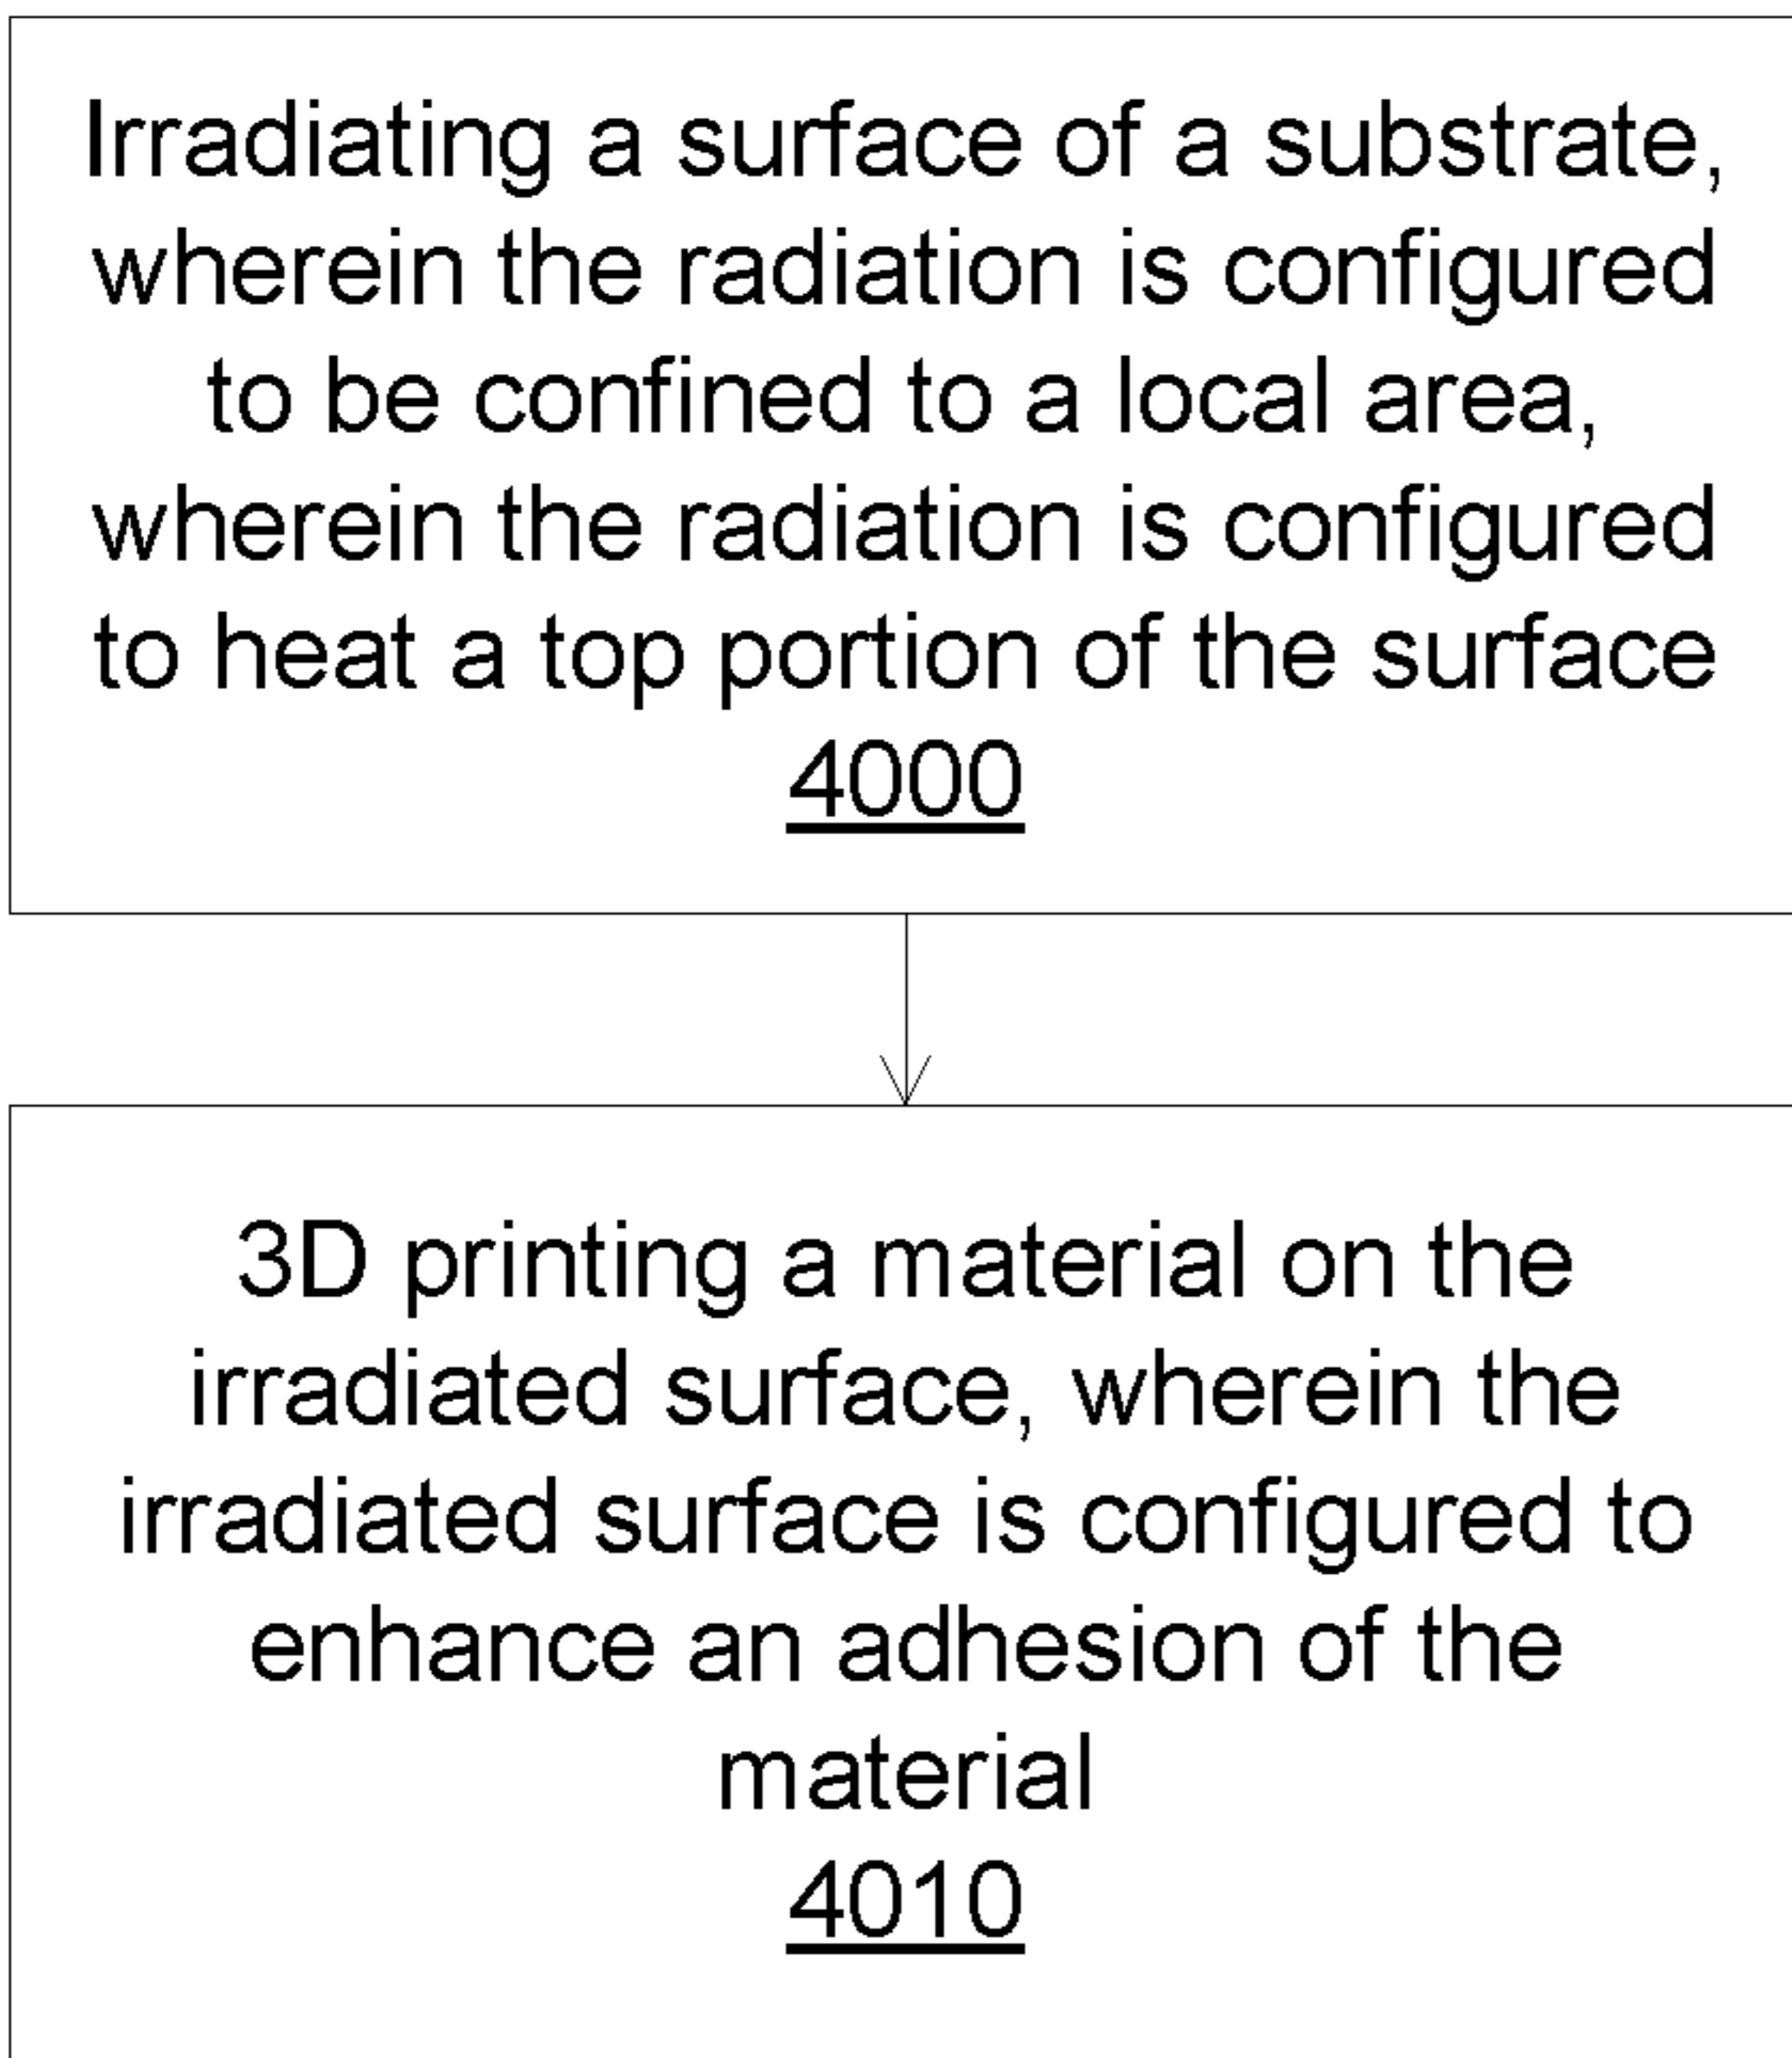 Irradiating a surface of a substrate,
wherein the radiation is configured
to be confined to a local area,
wherein the radiation is configured
to heat a top portion of the surface
4000
3D printing a material on the
irradiated surface, wherein the
irradiated surface is configured to
enhance an adhesion of the
material
4010